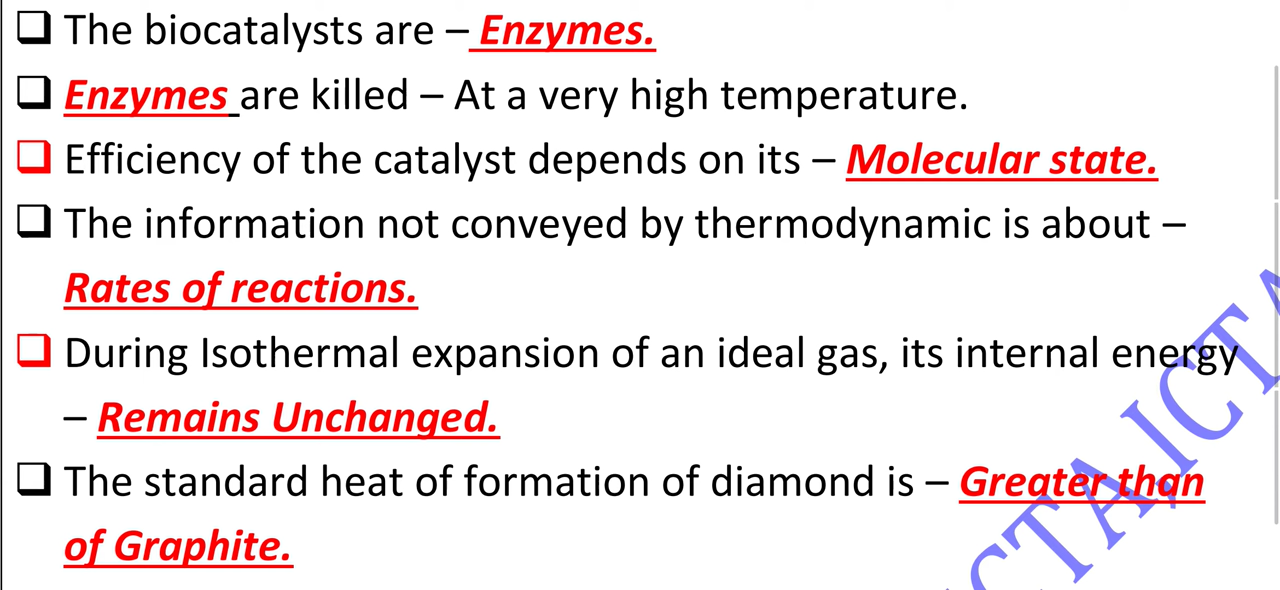 ❑ The biocatalysts are – Enzymes.
❑ Enzymes are killed – At a very high temperature.
❑ Efficiency of the catalyst depends on its – Molecular state.
❑ The information not conveyed by thermodynamic is about –
Rates of reactions.
❑ During Isothermal expansion of an ideal gas, its internal energy
– Remains Unchanged.
❑ The standard heat of formation of diamond is – Greater than
of Graphite.
ICTA, ICTA